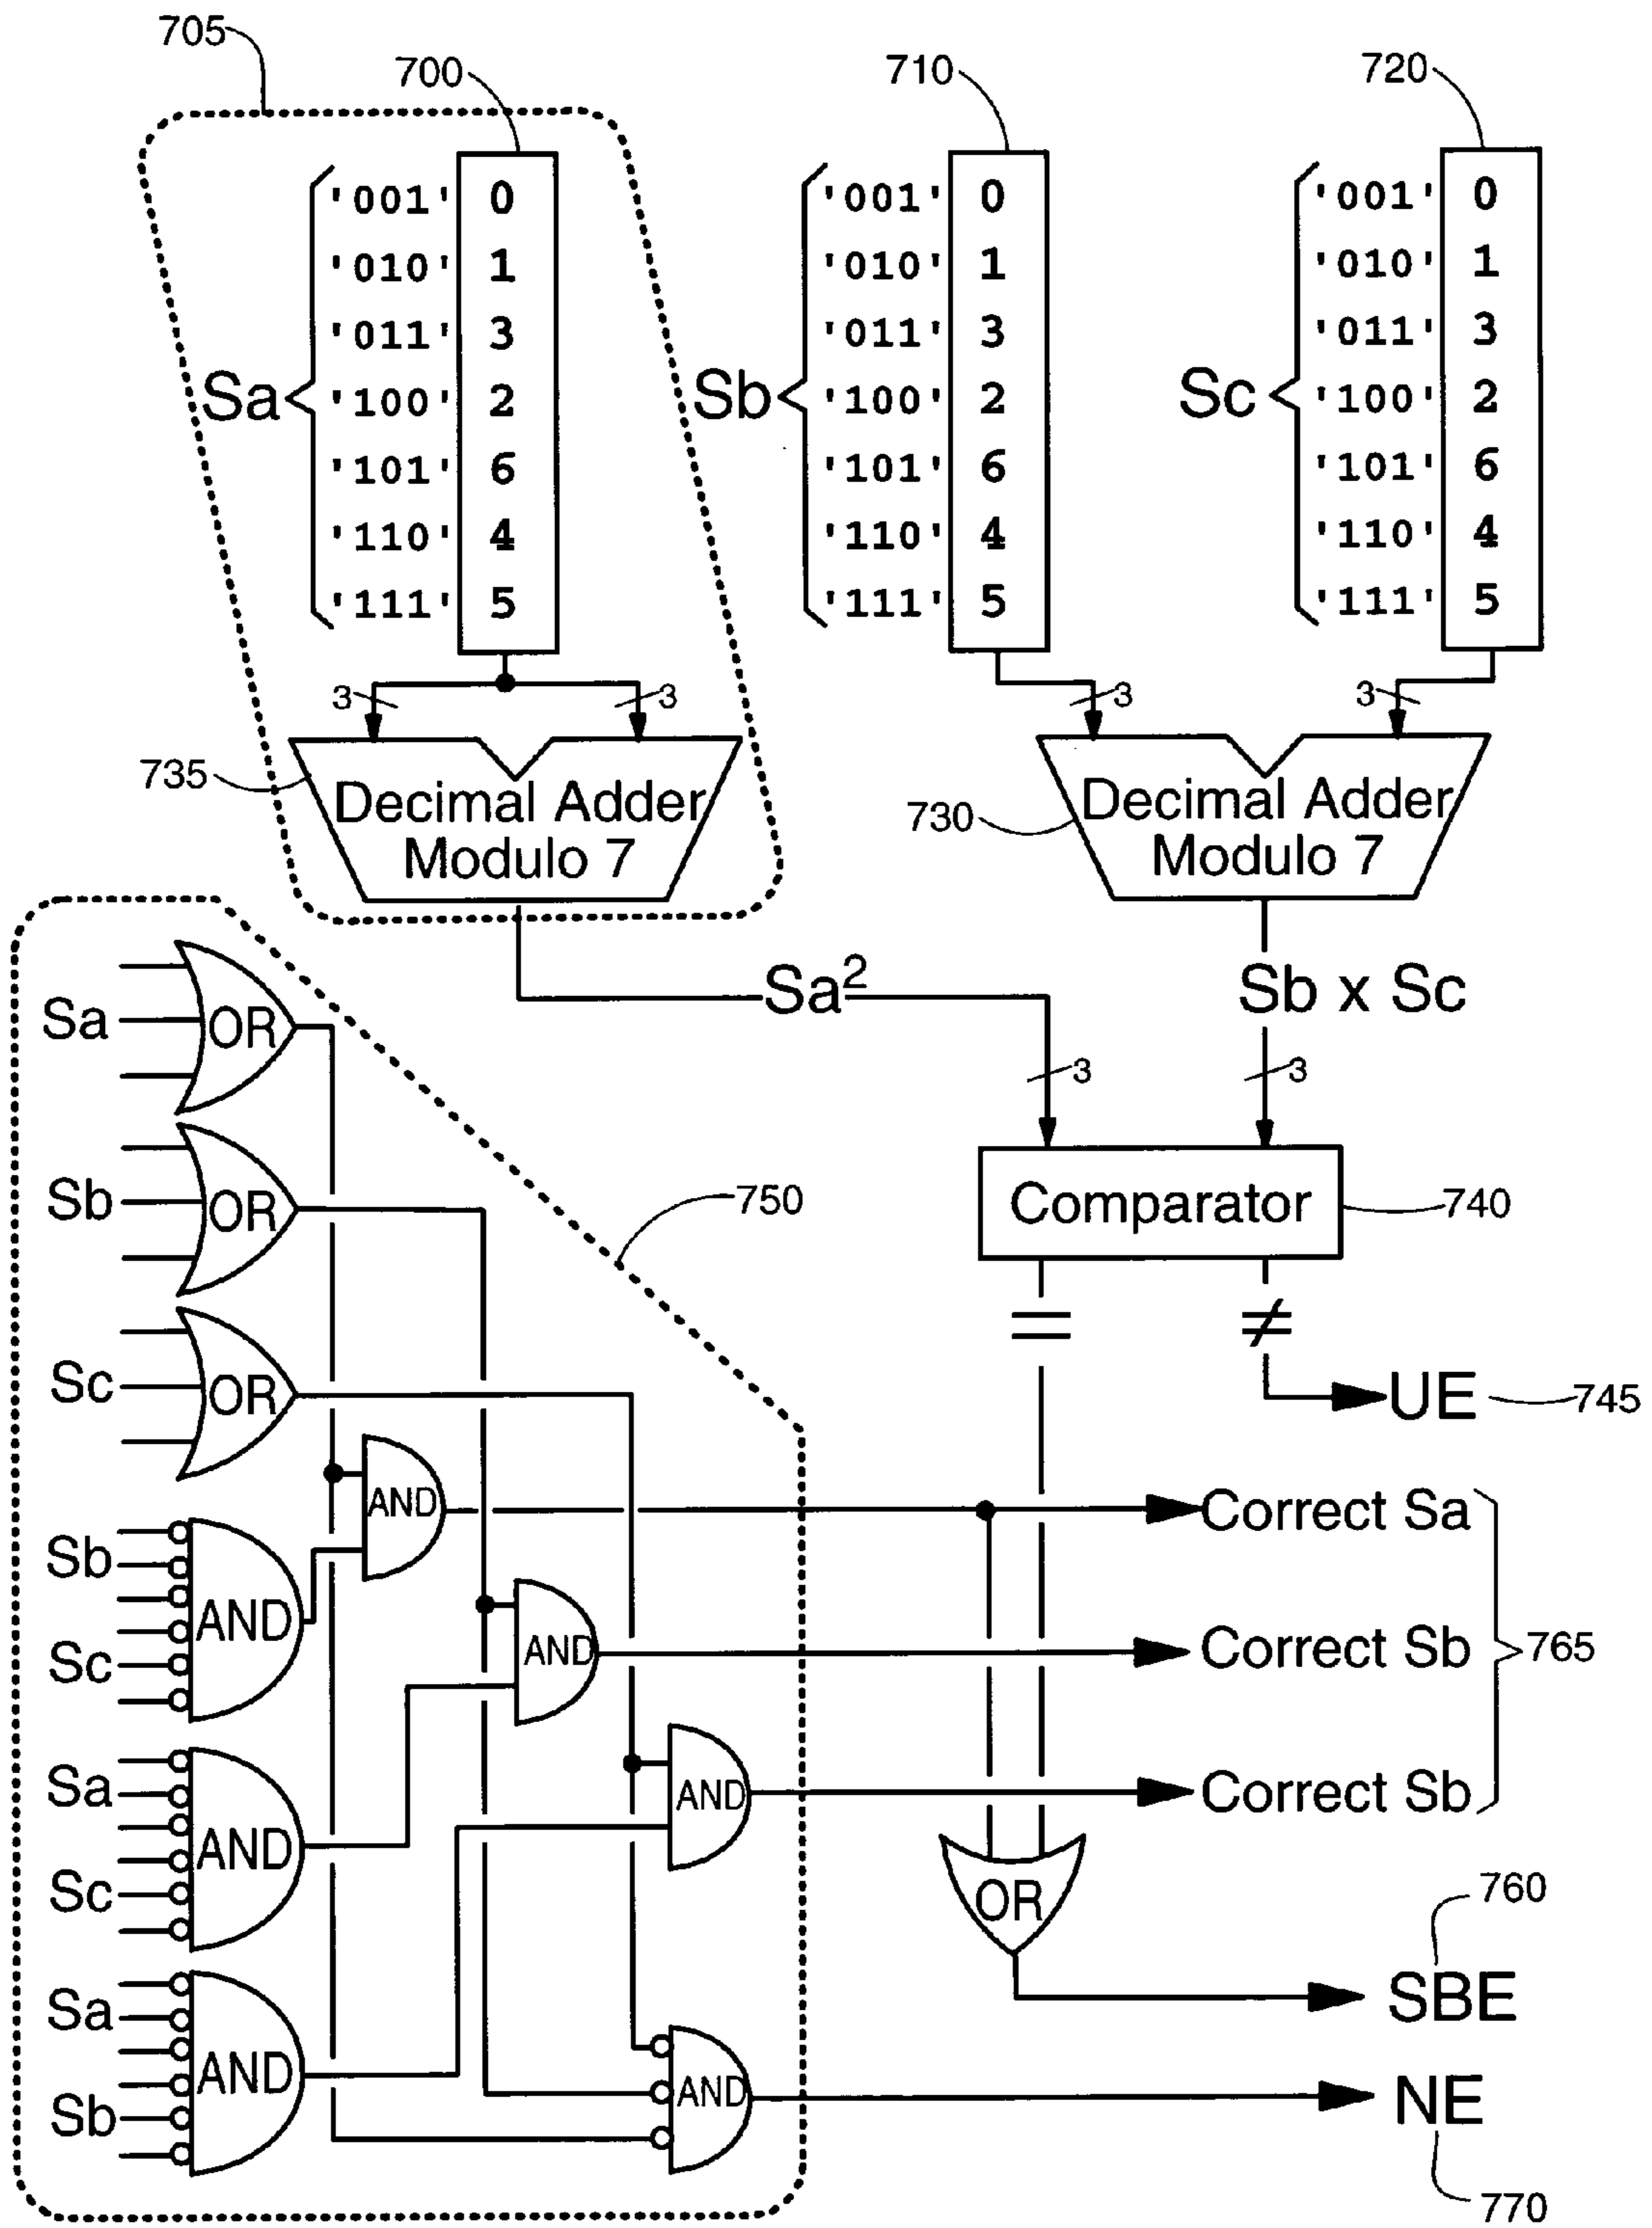 705
700
710
720
Sa
'001' 0
'010' 1
'011' 3
'100' 2
'101' 6
'110' 4
'111' 5
Sb
'001' 0
'010' 1
'011' 3
'100' 2
'101' 6
'110' 4
'111' 5
Sc
'001' 0
'010' 1
'011' 3
'100' 2
'101' 6
'110' 4
'111' 5
3
3
3
3
735
Decimal Adder
Modulo 7
730
Decimal Adder
Modulo 7
Sa²
Sb x Sc
3
3
Comparator
740
=
≠
UE
745
750
Sa
OR
Sb
OR
Sc
OR
AND
Sb
Sc
AND
AND
Sa
Sc
AND
AND
Sa
Sb
AND
AND
Correct Sa
Correct Sb
Correct Sb
765
OR
760
SBE
NE
770